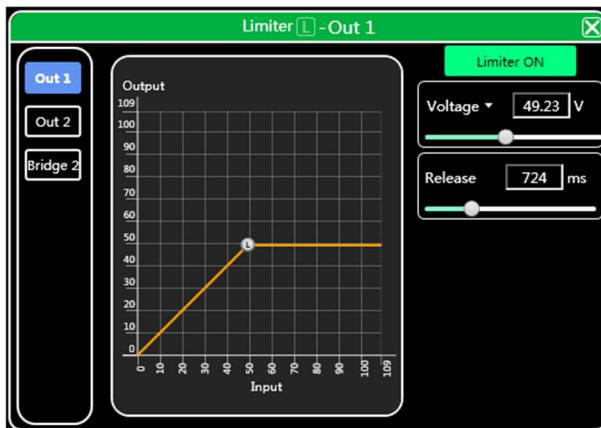 Limiter L - Out 1
Out 1
Out 2
Bridge 2
Output
109
100
90
80
70
60
50
40
30
20
10
0
L
0 10 20 30 40 50 60 70 80 90 100 109
Input
Limiter ON
Voltage 49.23 V
Release 724 ms